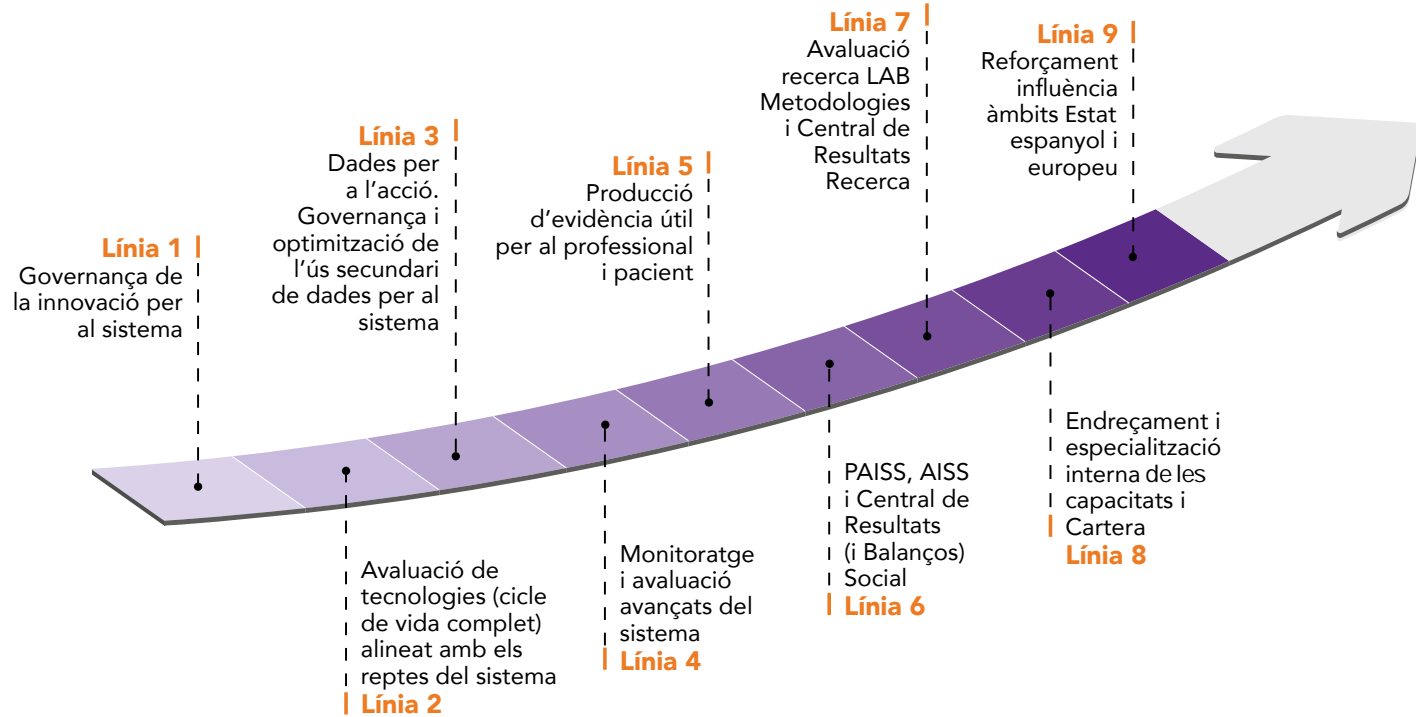 Línia 1
Governança de
la innovació per
al sistema
Avaluació de
tecnologies (cicle
de vida complet)
alineat amb els
reptes del sistema
Línia 2
Línia 3
Dades per
a l’acció.
Governança i
optimització de
l’ús secundari
de dades per al
sistema
Monitoratge
i avaluació
avançats del
sistema
Línia 4
Línia 5
Producció
d’evidència útil
per al professional
i pacient
PAISS, AISS
i Central de
Resultats
(i Balanços)
Social
Línia 6
Línia 7
Avaluació
recerca LAB
Metodologies
i Central de
Resultats
Recerca
Endreçament i
especialització
interna de les
capacitats i
Cartera
Línia 8
Línia 9
Reforçament
influència
àmbits Estat
espanyol i
europeu